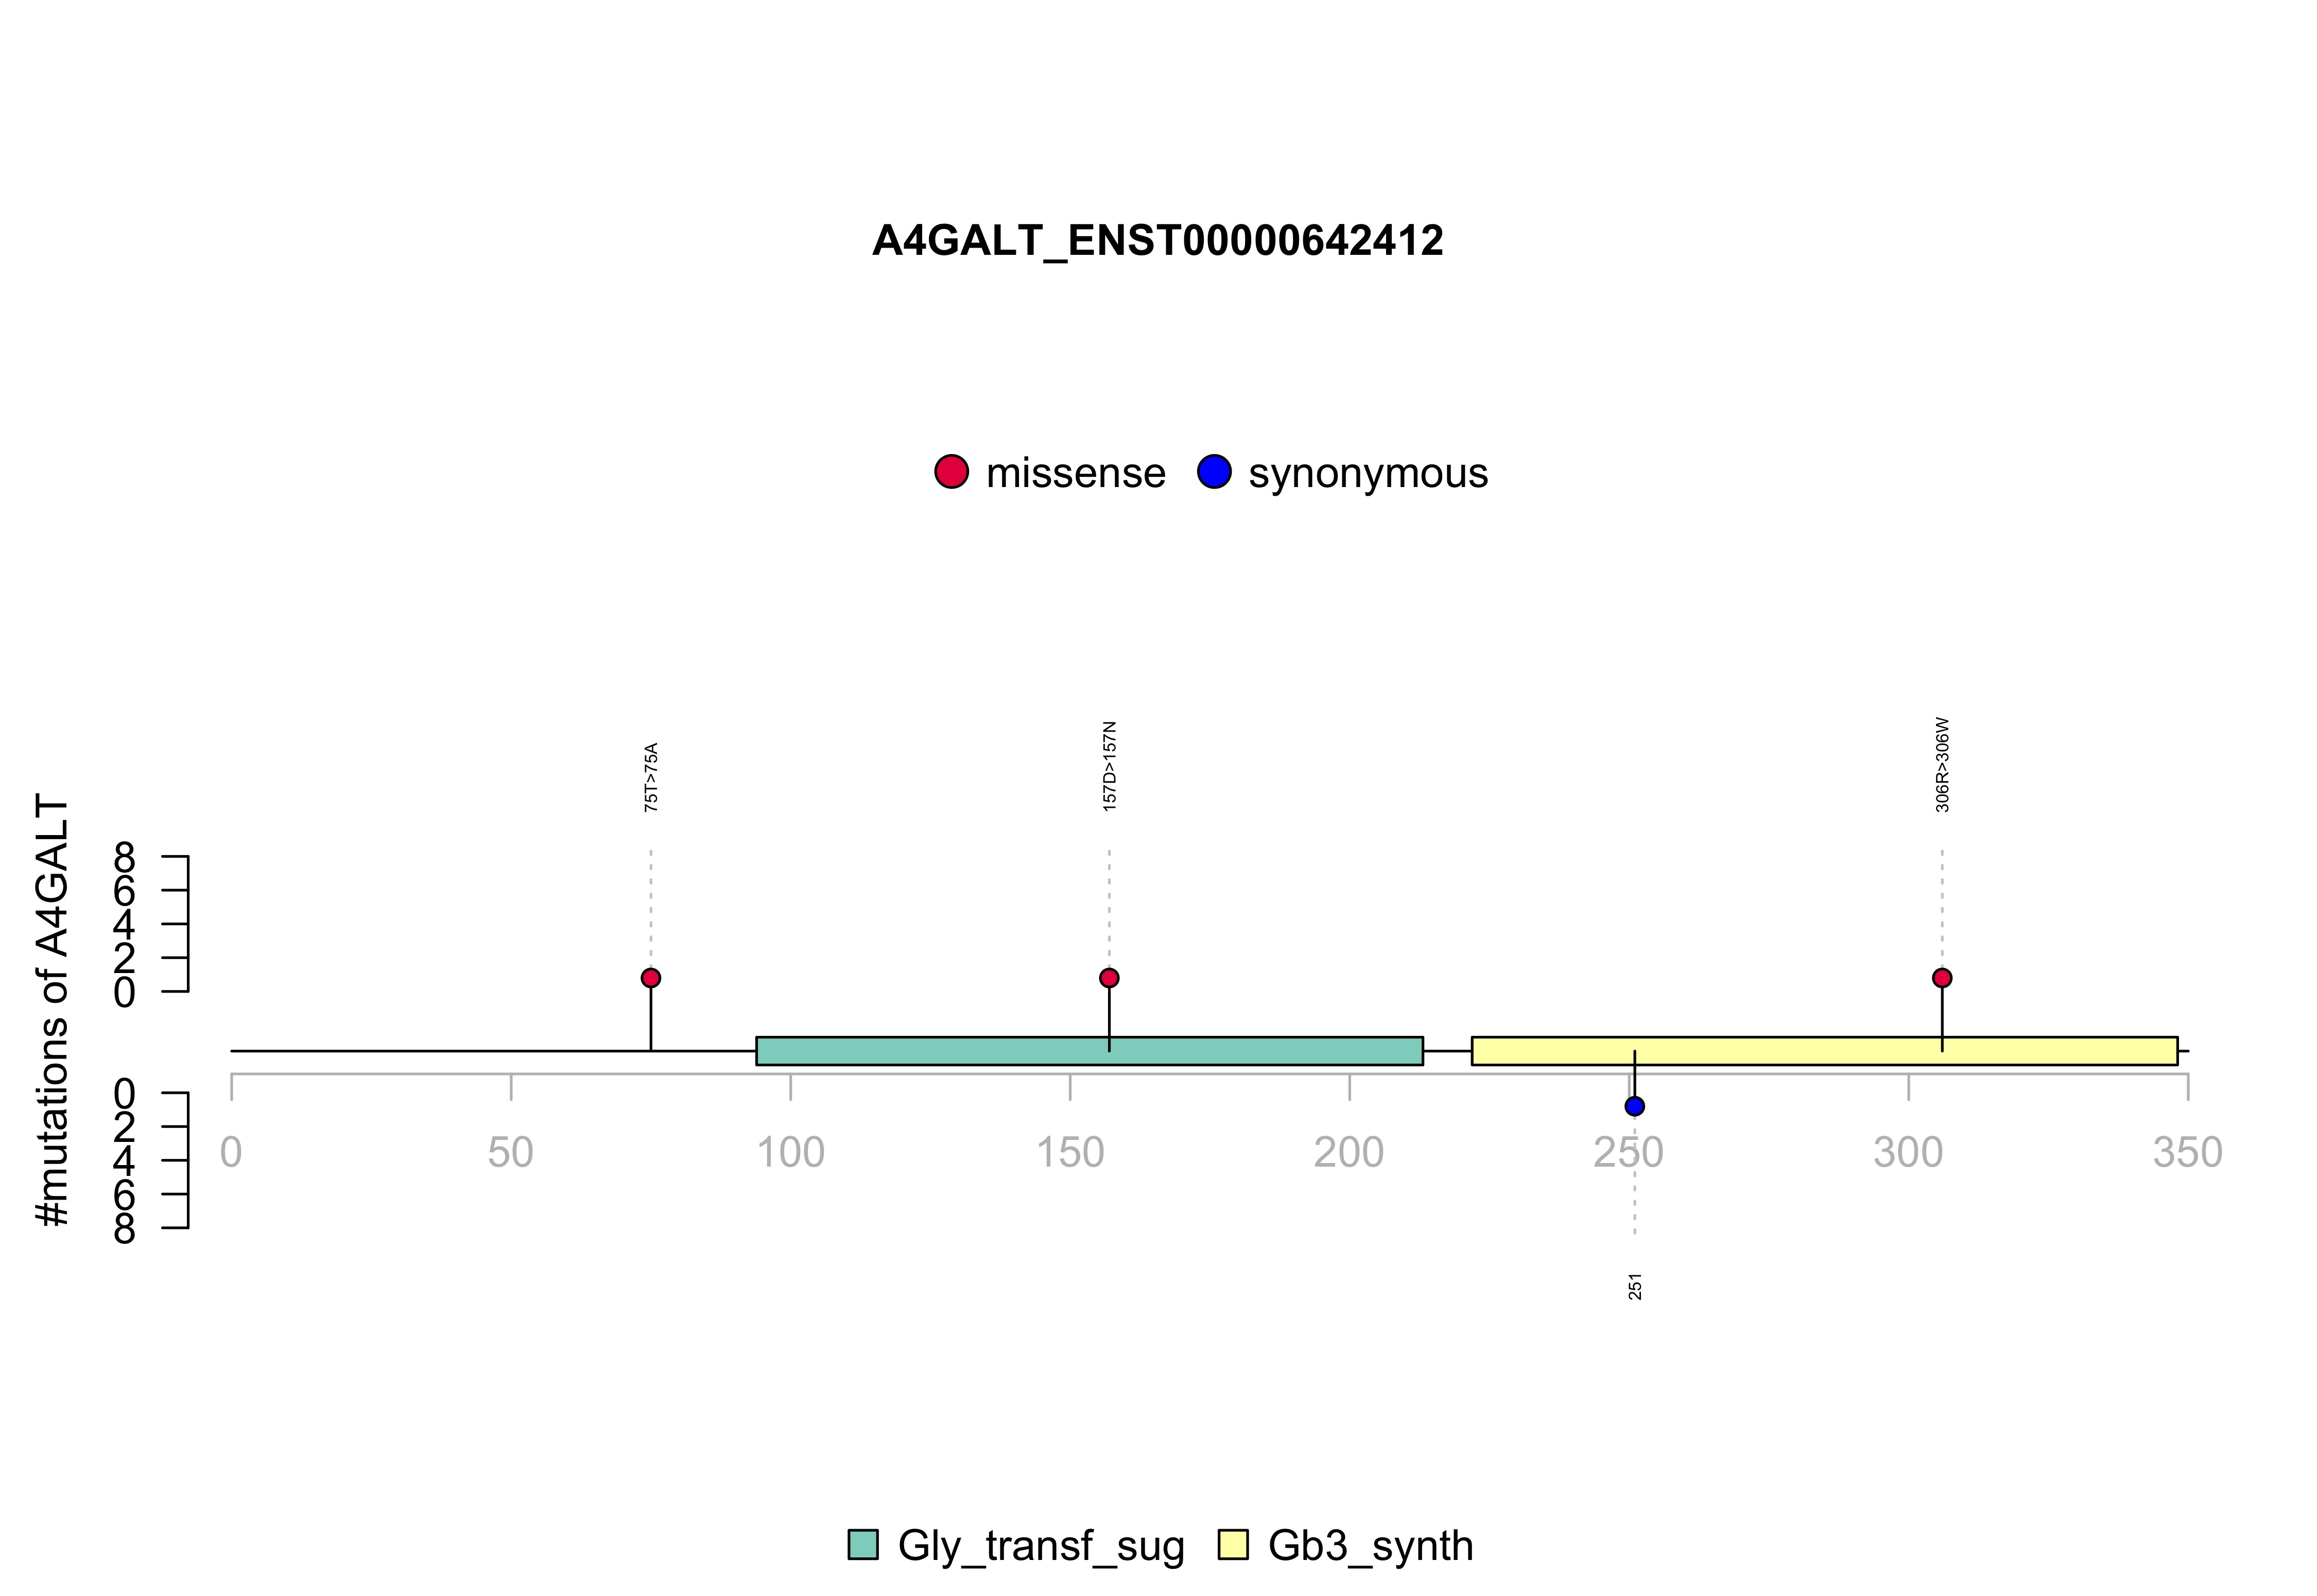 A4GALT_ENST00000642412
missense synonymous
75T>75A
157D>157N
306R>306W
#mutations of A4GALT
8
6
4
2
0
0
2
4
6
8
0 50 100 150 200 250 300 350
251
Gly_transf_sug Gb3_synth